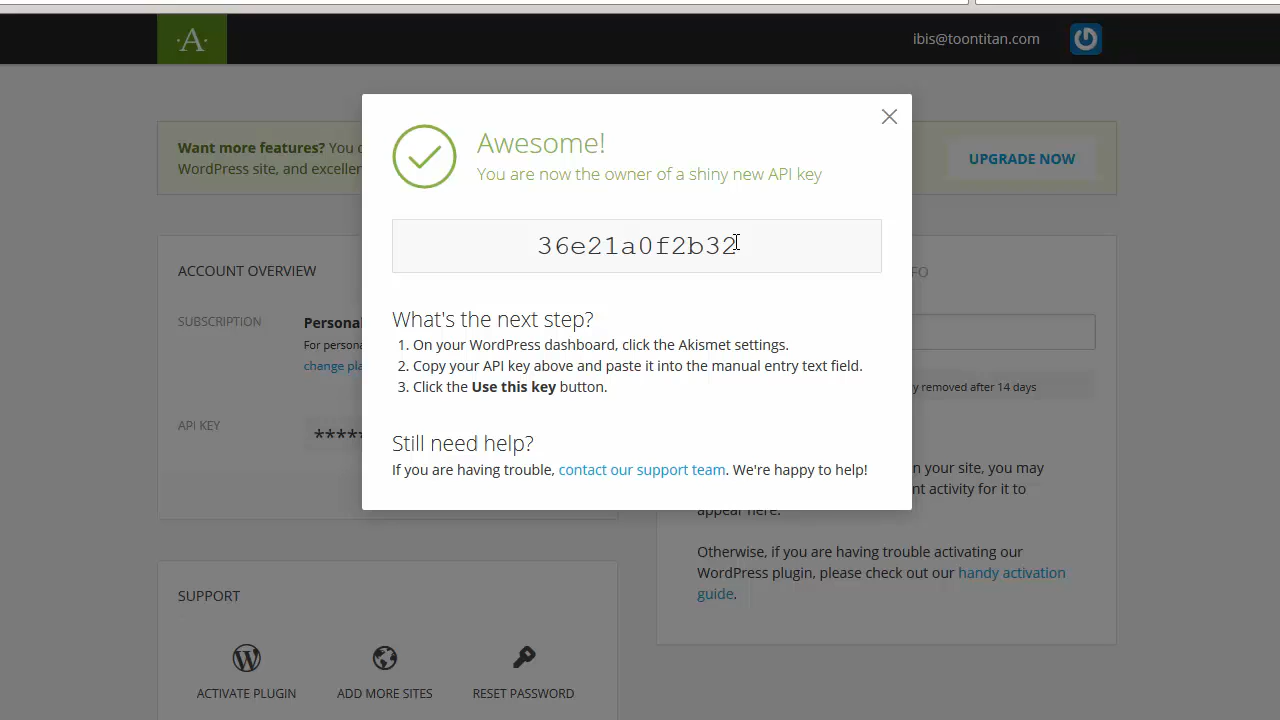 ·A·
ibis@toontitan.com
Want more features? You
WordPress site, and excellen
UPGRADE NOW
Awesome!
You are now the owner of a shiny new API key
36e21a0f2b32
What's the next step?
1. On your WordPress dashboard, click the Akismet settings.
2. Copy your API key above and paste it into the manual entry text field.
3. Click the Use this key button.
Still need help?
If you are having trouble, contact our support team. We're happy to help!
ACCOUNT OVERVIEW
SUBSCRIPTION
Personal
For persona
change pla
API KEY
*****
FO
y removed after 14 days
n your site, you may
nt activity for it to
appear here.
Otherwise, if you are having trouble activating our
WordPress plugin, please check out our handy activation
guide.
SUPPORT
ACTIVATE PLUGIN
ADD MORE SITES
RESET PASSWORD